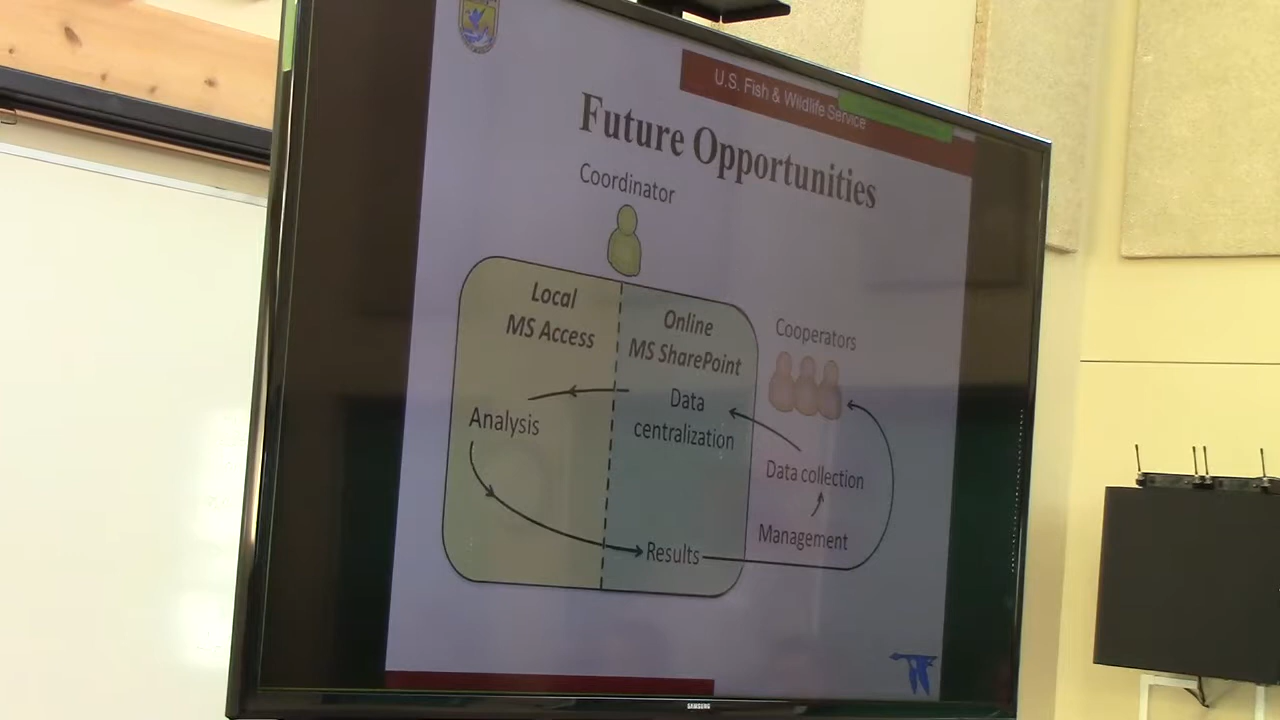 U.S. Fish & Wildlife Service
Future Opportunities
Coordinator
Local
MS Access
Online
MS SharePoint
Cooperators
Data
centralization
Analysis
Data collection
Management
Results
SAMSUNG